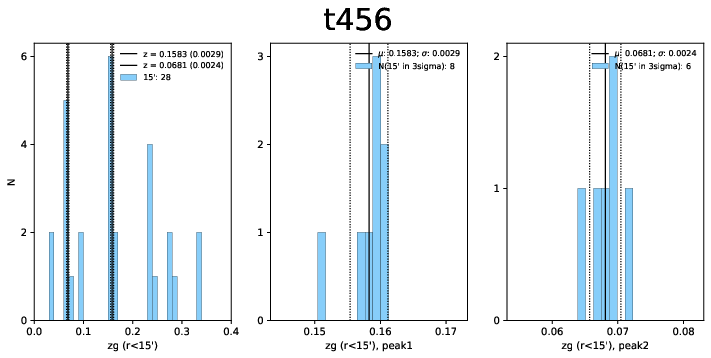 t456
z = 0.1583 (0.0029)
z = 0.0681 (0.0024)
15': 28
N
6
4
2
0
0.0 0.1 0.2 0.3 0.4
zg (r<15')
μ: 0.1583; σ: 0.0029
N(15' in 3sigma): 8
3
2
1
0
0.15 0.16 0.17
zg (r<15'), peak1
μ: 0.0681; σ: 0.0024
N(15' in 3sigma): 6
2
1
0
0.06 0.07 0.08
zg (r<15'), peak2